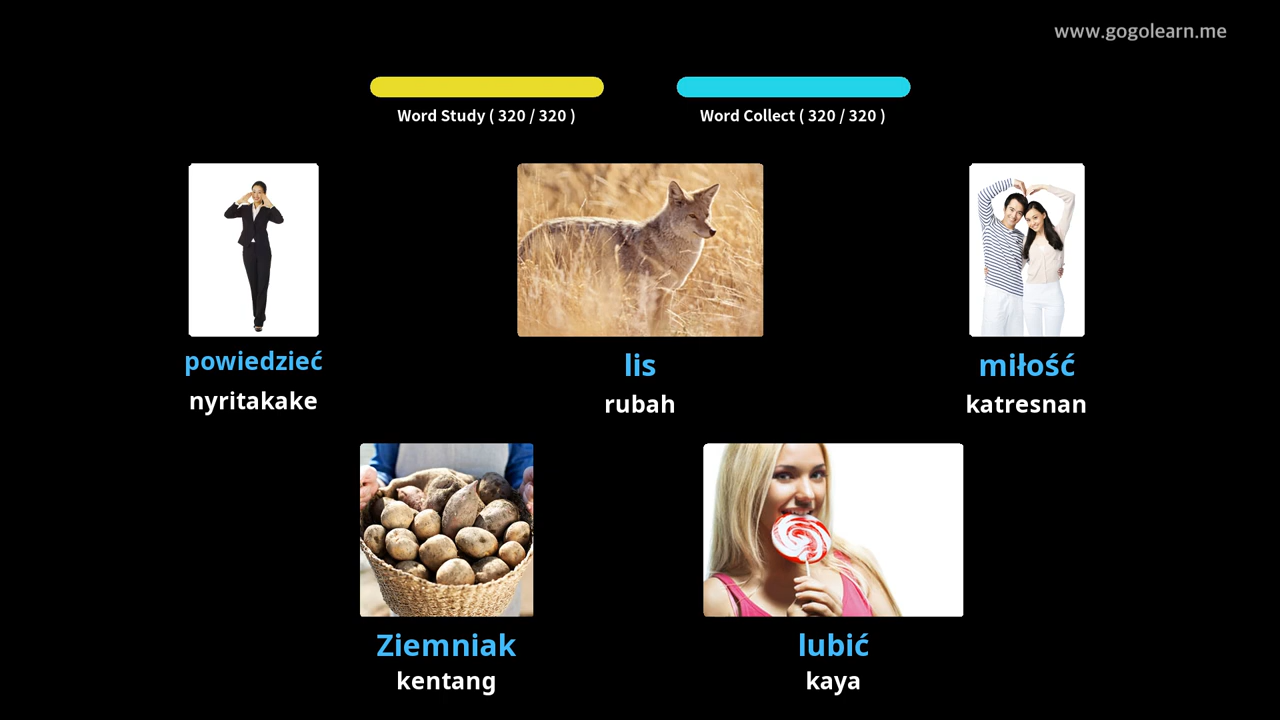 www.gogolearn.me
Word Study ( 320 / 320 )
Word Collect ( 320 / 320 )
powiedzieć
nyritakake
lis
rubah
miłość
katresnan
Ziemniak
kentang
lubić
kaya